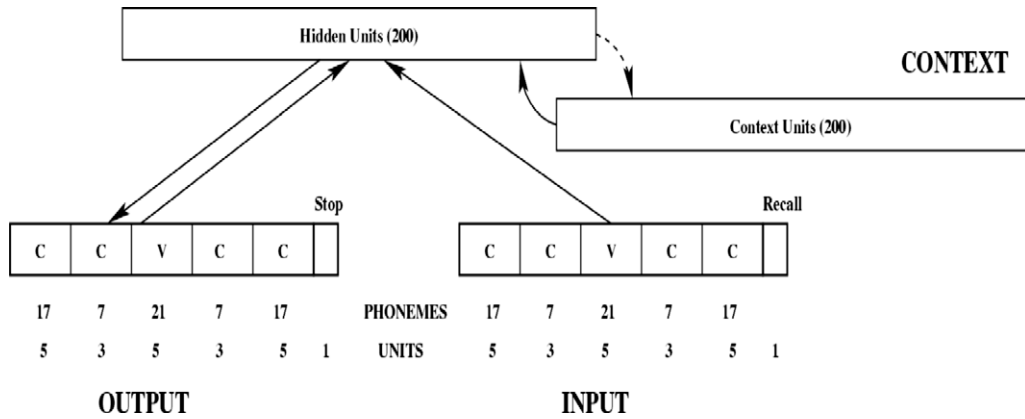 Hidden Units (200)
CONTEXT
Context Units (200)
Stop
Recall
C C V C C
C C V C C
17 7 21 7 17 PHONEMES 17 7 21 7 17
5 3 5 3 5 1 UNITS 5 3 5 3 5 1
OUTPUT INPUT